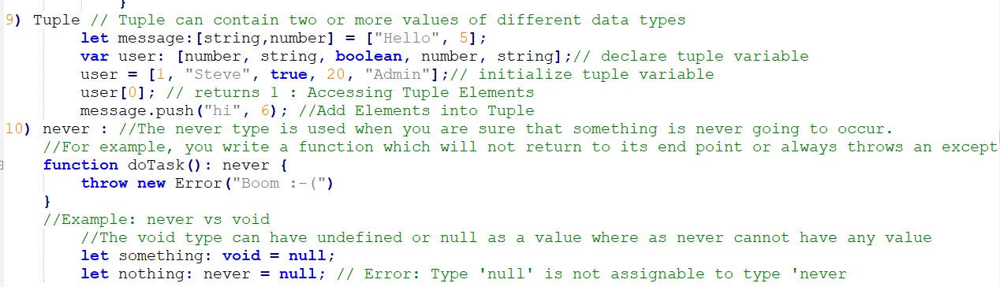 }
9) Tuple // Tuple can contain two or more values of different data types
let message:[string,number] = ["Hello", 5];
var user: [number, string, boolean, number, string];// declare tuple variable
user = [1, "Steve", true, 20, "Admin"];// initialize tuple variable
user[0]; // returns 1 : Accessing Tuple Elements
message.push("hi", 6); //Add Elements into Tuple
10) never : //The never type is used when you are sure that something is never going to occur.
//For example, you write a function which will not return to its end point or always throws an except
function doTask(): never {
throw new Error("Boom :-(")
}
//Example: never vs void
//The void type can have undefined or null as a value where as never cannot have any value
let something: void = null;
let nothing: never = null; // Error: Type 'null' is not assignable to type 'never